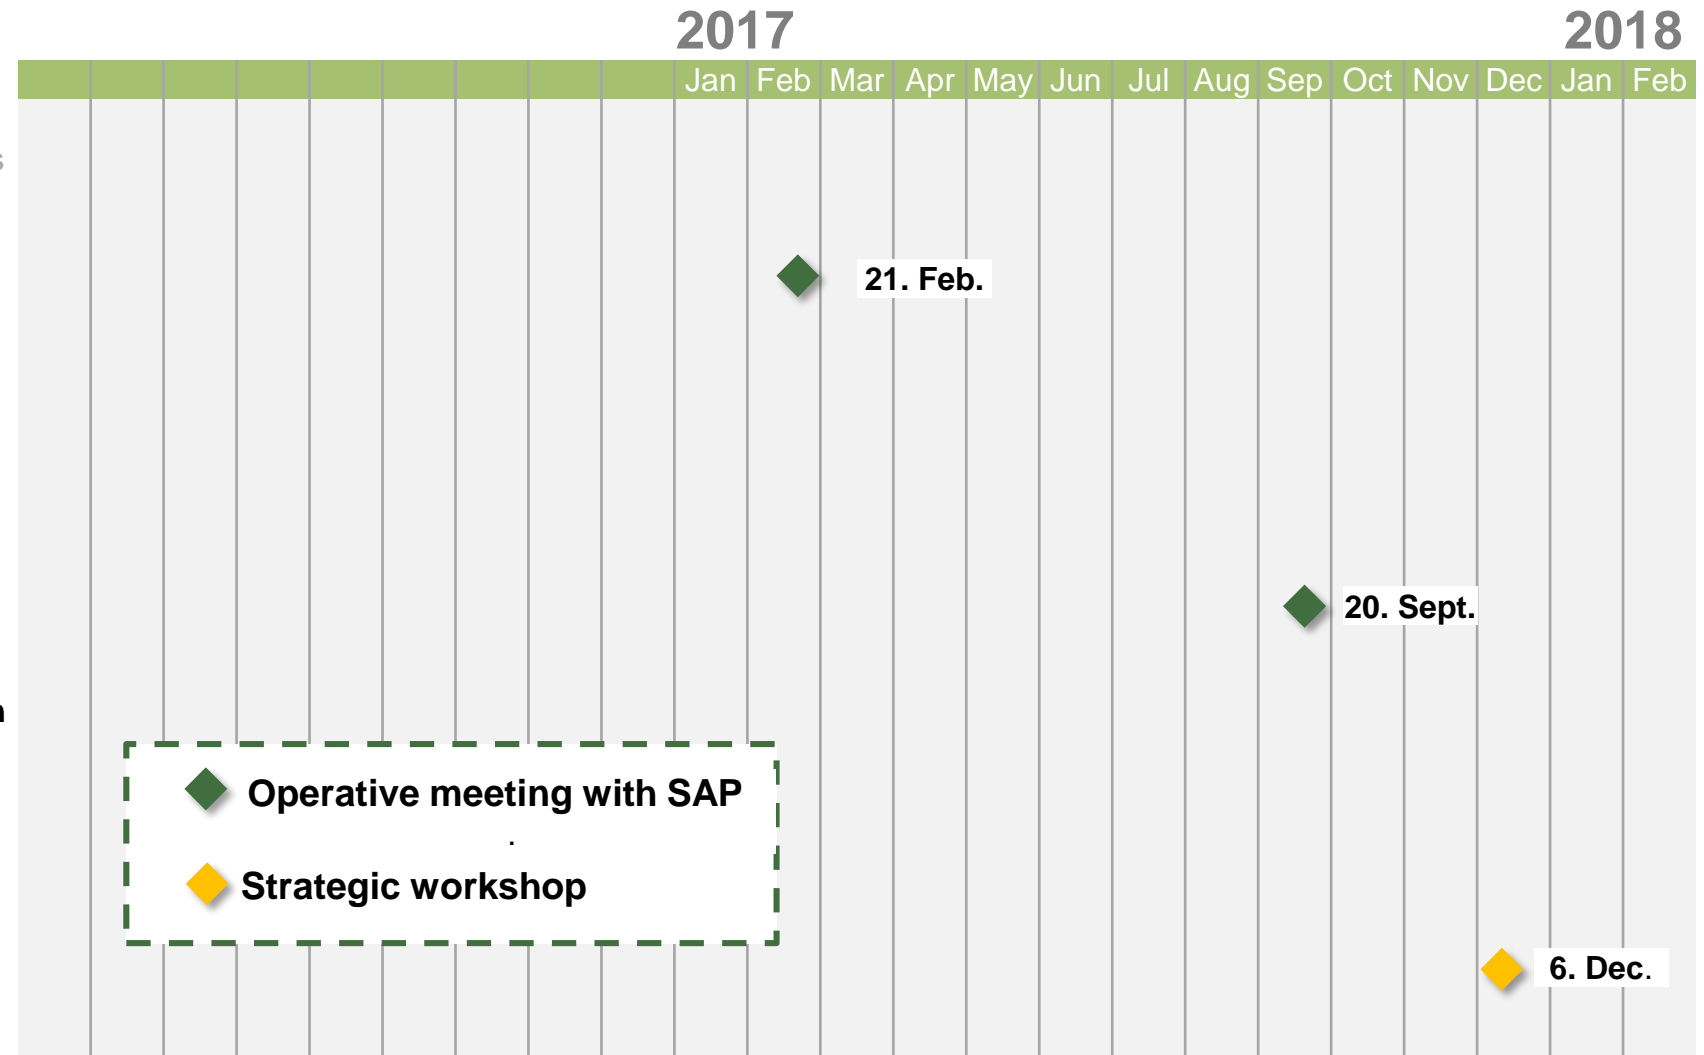 2017 2018
Jan Feb Mar Apr May Jun Jul Aug Sep Oct Nov Dec Jan Feb
s
21. Feb.
20. Sept.
n
Operative meeting with SAP
.
Strategic workshop
6. Dec.